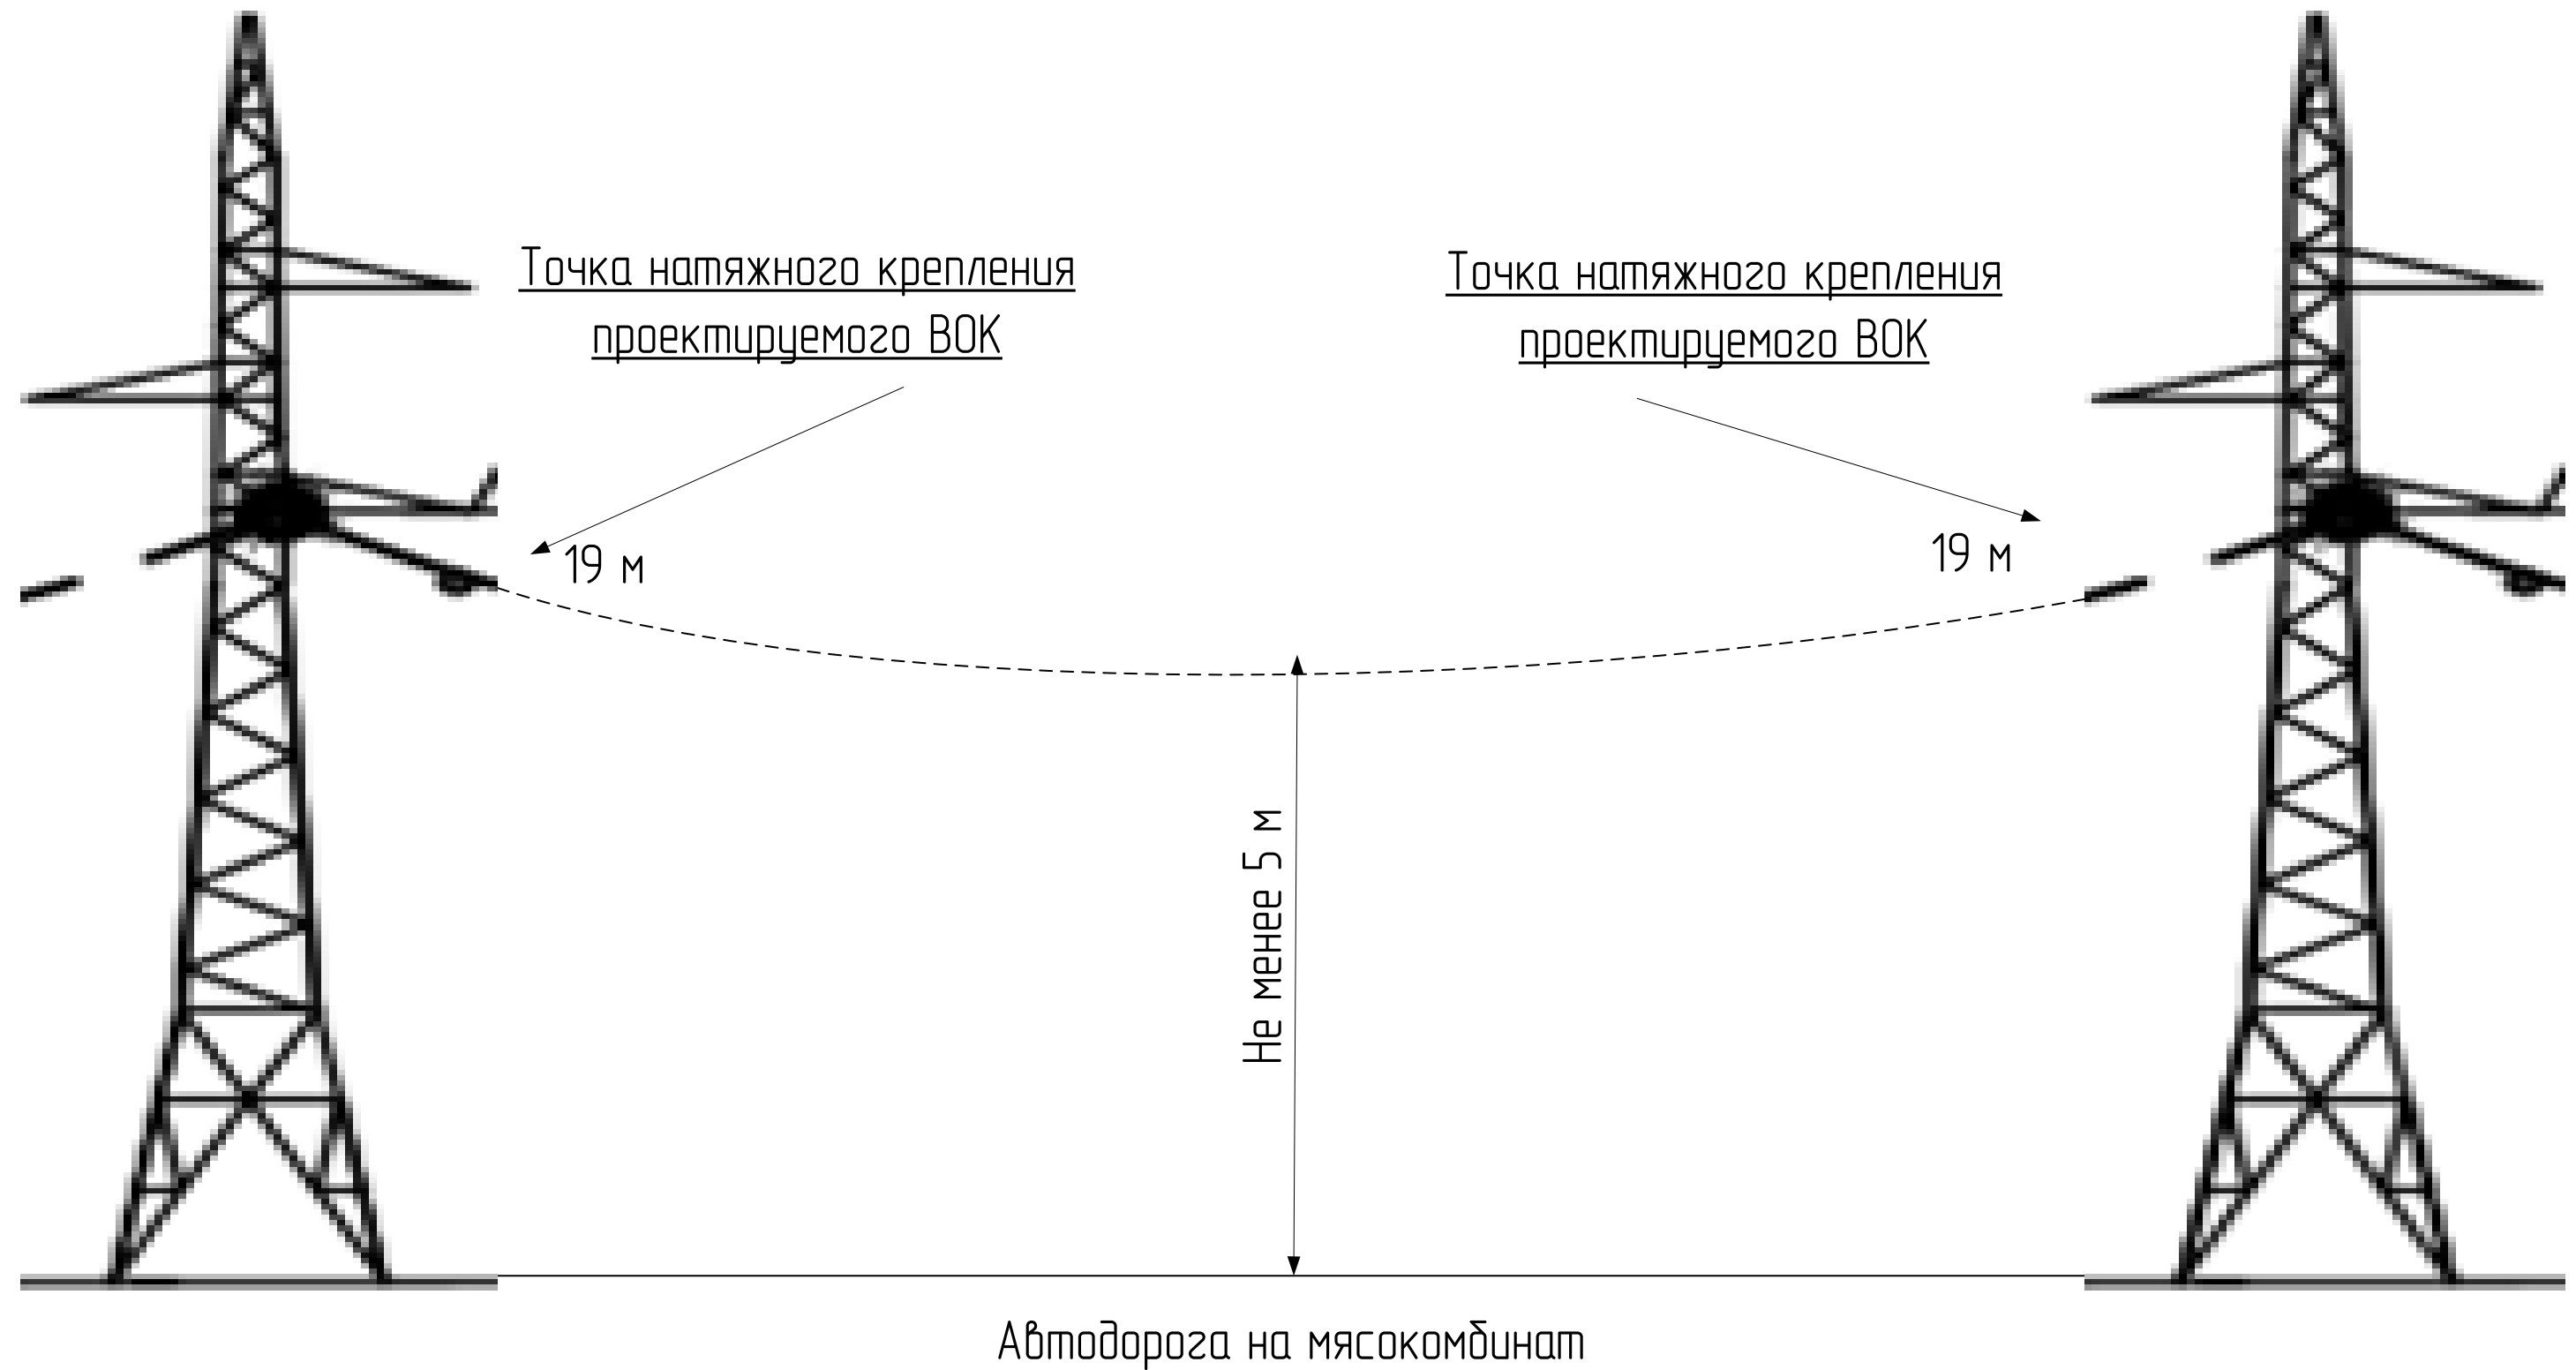 Точка натяжного крепления
проектируемого ВОК
Точка натяжного крепления
проектируемого ВОК
19 м
19 м
Не менее 5 м
Автодорога на мясокомбинат